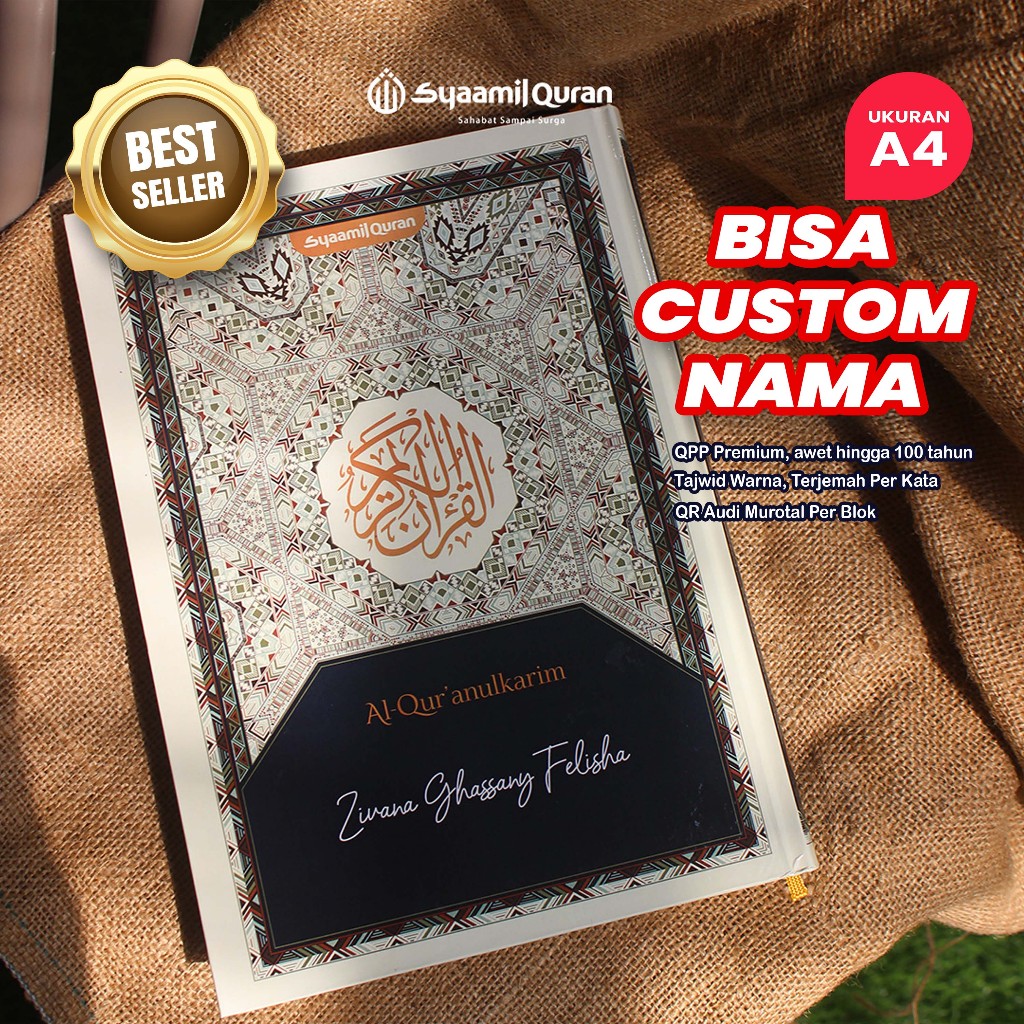 Syaamil Quran
Sahabat Sampai Surga
BEST
SELLER
UKURAN
A4
BISA
CUSTOM
NAMA
QPP Premium, awet hingga 100 tahun
Tajwid Warna, Terjemah Per Kata
QR Audi Murotal Per Blok
Syaamil Quran
القرآن الكريم
Al-Qur'anulkarim
Zivana Ghassany Felisha